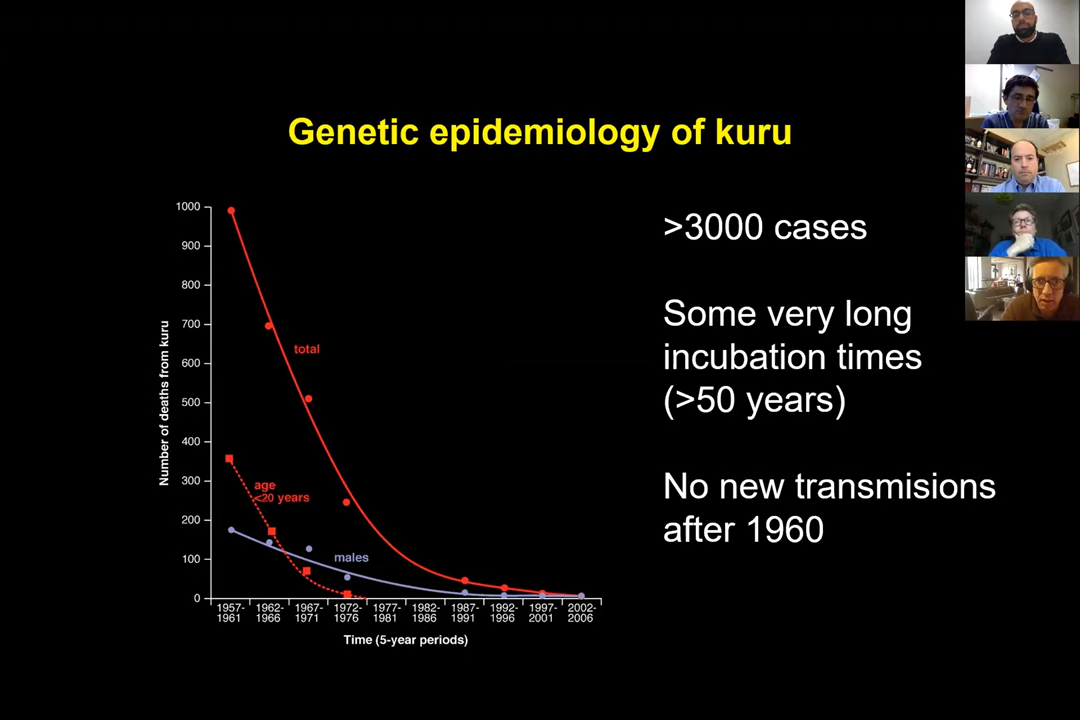 Genetic epidemiology of kuru
1000
900
800
700
600
500
400
300
200
100
0
Number of deaths from kuru
total
age
<20 years
males
1957-
1961
1962-
1966
1967-
1971
1972-
1976
1977-
1981
1982-
1986
1987-
1991
1992-
1996
1997-
2001
2002-
2006
Time (5-year periods)
>3000 cases
Some very long
incubation times
(>50 years)
No new transmisions
after 1960